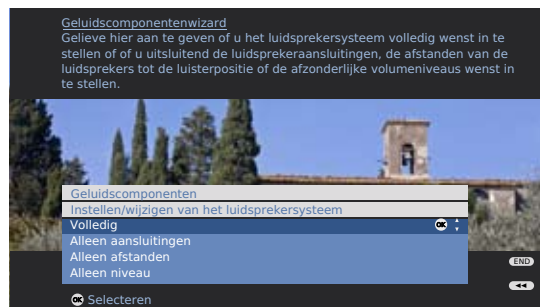 Geluidscomponentenwizard
Gelieve hier aan te geven of u het luidsprekersysteem volledig wenst in te
stellen of of u uitsluitend de luidsprekeraansluitingen, de afstanden van de
luidsprekers tot de luisterpositie of de afzonderlijke volumeniveaus wenst in
te stellen.
Geluidscomponenten
Instellen/wijzigen van het luidsprekersysteem
Volledig OK
Alleen aansluitingen
Alleen afstanden
Alleen niveau
END
OK Selecteren